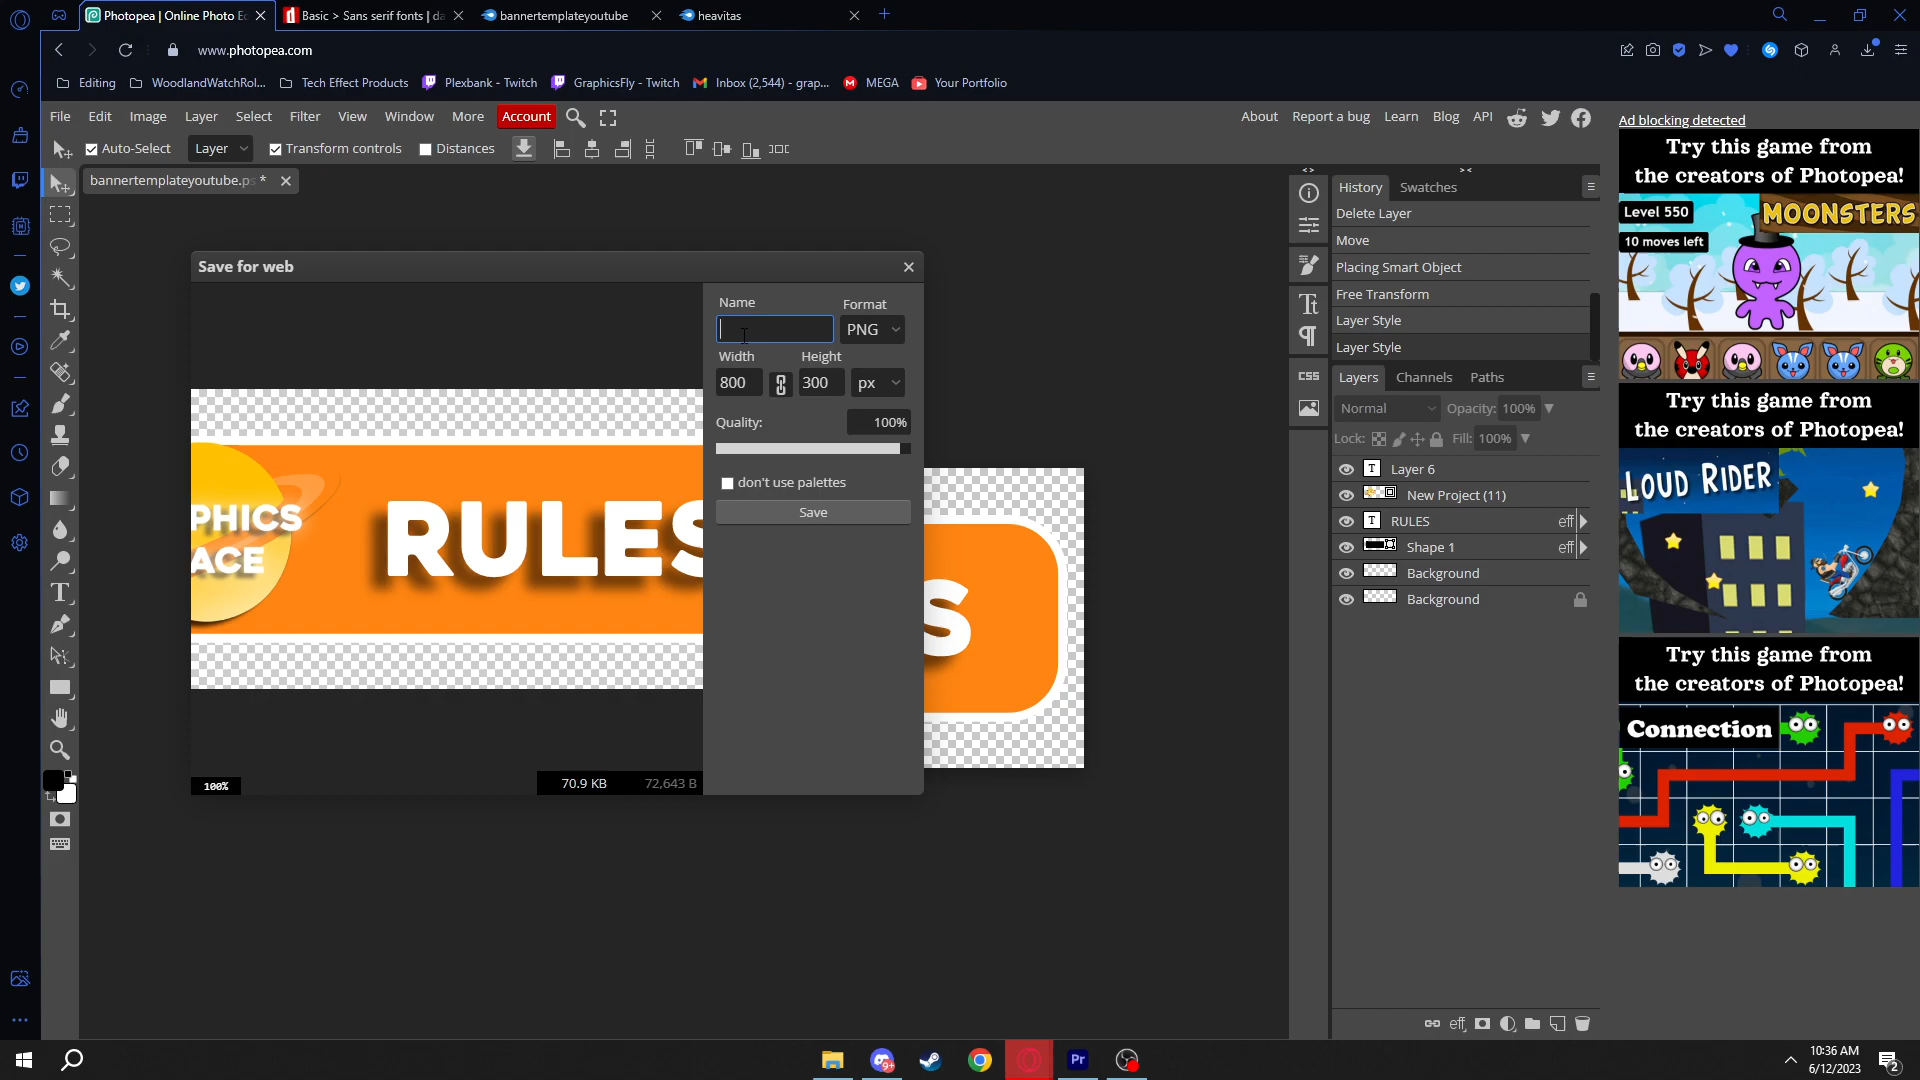 Photopea | Online Photo Ec
Basic > Sans serif fonts | da
bannertemplateyoutube
heavitas
www.photopea.com
Editing
WoodlandWatchRol...
Tech Effect Products
Plexbank - Twitch
GraphicsFly - Twitch
Inbox (2,544) - grap...
MEGA
Your Portfolio
File Edit Image Layer Select Filter View Window More Account
About Report a bug Learn Blog API
Auto-Select Layer Transform controls Distances
bannertemplateyoutube.ps *
Save for web
Name
Format
PNG
Width
Height
800
300
px
Quality:
100%
don't use palettes
Save
PHICS
ACE
RULES
S
100%
70.9 KB
72,643 B
History Swatches
Delete Layer
Move
Placing Smart Object
Free Transform
Layer Style
Layer Style
Layers Channels Paths
Normal Opacity: 100%
Lock: Fill: 100%
CSS
Layer 6
New Project (11)
RULES eff
Shape 1 eff
Background
Background
eff
Ad blocking detected
Try this game from
the creators of Photopea!
Level 550
MOONSTERS
10 moves left
Try this game from
the creators of Photopea!
LOUD RIDER
Try this game from
the creators of Photopea!
Connection
9+
Pr
10:36 AM
6/12/2023
2